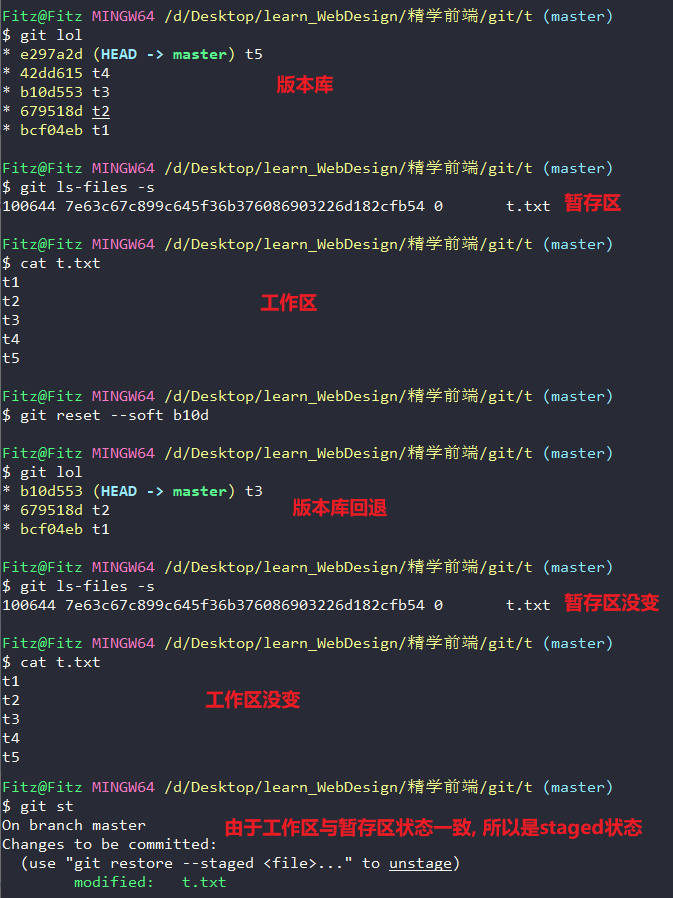 Fitz@Fitz MINGW64 /d/Desktop/learn_WebDesign/精学前端/git/t (master)
$ git lol
* e297a2d (HEAD -> master) t5
* 42dd615 t4
版本库
* b10d553 t3
* 679518d t2
* bcf04eb t1
Fitz@Fitz MINGW64 /d/Desktop/learn_WebDesign/精学前端/git/t (master)
$ git ls-files -s
100644 7e63c67c899c645f36b376086903226d182cfb54 0 t.txt 暂存区
Fitz@Fitz MINGW64 /d/Desktop/learn_WebDesign/精学前端/git/t (master)
$ cat t.txt
t1
t2
工作区
t3
t4
t5
Fitz@Fitz MINGW64 /d/Desktop/learn_WebDesign/精学前端/git/t (master)
$ git reset --soft b10d
Fitz@Fitz MINGW64 /d/Desktop/learn_WebDesign/精学前端/git/t (master)
$ git lol
* b10d553 (HEAD -> master) t3
* 679518d t2
版本库回退
* bcf04eb t1
Fitz@Fitz MINGW64 /d/Desktop/learn_WebDesign/精学前端/git/t (master)
$ git ls-files -s
100644 7e63c67c899c645f36b376086903226d182cfb54 0 t.txt 暂存区没变
Fitz@Fitz MINGW64 /d/Desktop/learn_WebDesign/精学前端/git/t (master)
$ cat t.txt
t1
t2
工作区没变
t3
t4
t5
Fitz@Fitz MINGW64 /d/Desktop/learn_WebDesign/精学前端/git/t (master)
$ git st
On branch master
由于工作区与暂存区状态一致, 所以是staged状态
Changes to be committed:
(use "git restore --staged <file>..." to unstage)
modified: t.txt